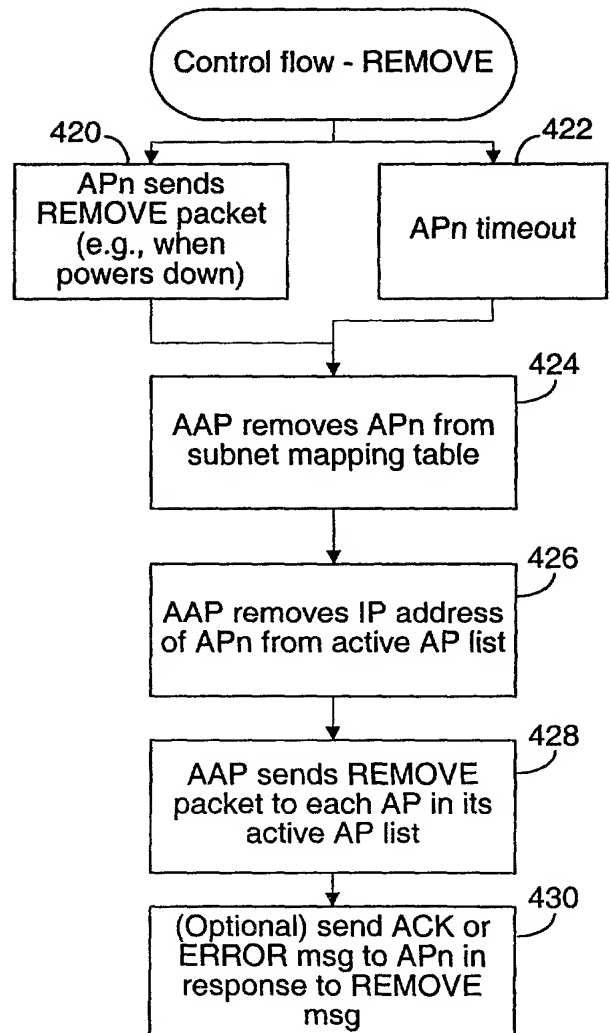 Control flow - REMOVE
420
APn sends
REMOVE packet
(e.g., when
powers down)
422
APn timeout
424
AAP removes APn from
subnet mapping table
426
AAP removes IP address
of APn from active AP list
428
AAP sends REMOVE
packet to each AP in its
active AP list
430
(Optional) send ACK or
ERROR msg to APn in
response to REMOVE
msg